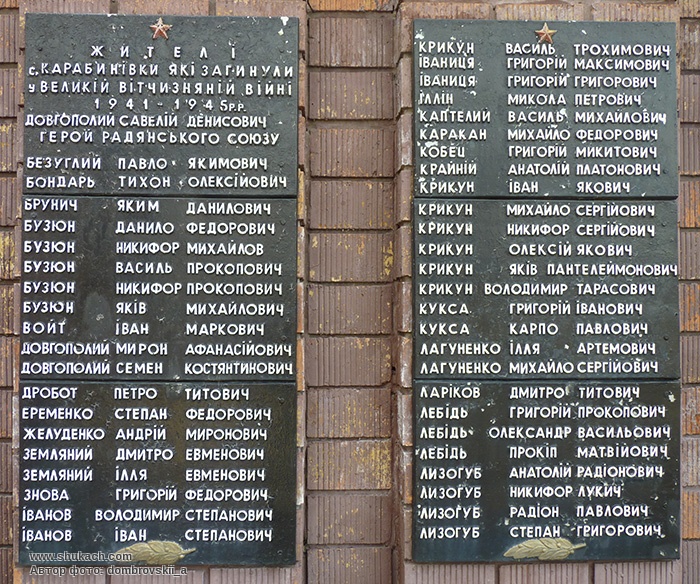 ЖИТЕЛІ
с. КАРАБИНІВКИ ЯКІ ЗАГИНУЛИ
у ВЕЛИКІЙ ВІТЧИЗНЯНІЙ ВІЙНІ
1941-1945р.р.
ДОВГОПОЛИЙ САВЕЛІЙ ДЕНИСОВИЧ
ГЕРОЙ РАДЯНСЬКОГО СОЮЗУ
БЕЗУГЛИЙ ПАВЛО ЯКИМОВИЧ
БОНДАРЬ ТИХОН ОЛЕКСІЙОВИЧ
БРУНИЧ ЯКИМ ДАНИЛОВИЧ
БУЗЮН ДАНИЛО ФЕДОРОВИЧ
БУЗЮН НИКИФОР МИХАЙЛОВ
БУЗЮН ВАСИЛЬ ПРОКОПОВИЧ
БУЗЮН НИКИФОР ПРОКОПОВИЧ
БУЗЮН ЯКІВ МИХАЙЛОВИЧ
ВОЙТ ІВАН МАРКОВИЧ
ДОВГОПОЛИЙ МИРОН АФАНАСІЙОВИЧ
ДОВГОПОЛИЙ СЕМЕН КОСТЯНТИНОВИЧ
ДРОБОТ ПЕТРО ТИТОВИЧ
ЕРЕМЕНКО СТЕПАН ФЕДОРОВИЧ
ЖЕЛУДЕНКО АНДРІЙ МИРОНОВИЧ
ЗЕМЛЯНИЙ ДМИТРО ЕВМЕНОВИЧ
ЗЕМЛЯНИЙ ІЛЛЯ ЕВМЕНОВИЧ
ЗНОВА ГРИГОРІЙ ФЕДОРОВИЧ
ІВАНОВ ВОЛОДИМИР СТЕПАНОВИЧ
ІВАНОВ ІВАН СТЕПАНОВИЧ
КРИКУН ВАСИЛЬ ТРОХИМОВИЧ
ІВАНИЦЯ ГРИГОРІЙ МАКСИМОВИЧ
ІВАНИЦЯ ГРИГОРІЙ ГРИГОРОВИЧ
ІЛЛІН МИКОЛА ПЕТРОВИЧ
КАПТЕЛИЙ ВАСИЛЬ МИХАЙЛОВИЧ
КАРАКАН МИХАЙЛО ФЕДОРОВИЧ
КОБЕЦ ГРИГОРІЙ МИКИТОВИЧ
КРАЙНІЙ АНАТОЛІЙ ПЛАТОНОВИЧ
КРИКУН ІВАН ЯКОВИЧ
КРИКУН МИХАЙЛО СЕРГІЙОВИЧ
КРИКУН НИКИФОР СЕРГІЙОВИЧ
КРИКУН ОЛЕКСІЙ ЯКОВИЧ
КРИКУН ЯКІВ ПАНТЕЛЕЙМОНОВИЧ
КРИКУН ВОЛОДИМИР ТАРАСОВИЧ
КУКСА ГРИГОРІЙ ІВАНОВИЧ
КУКСА КАРПО ПАВЛОВИЧ
ЛАГУНЕНКО ІЛЛЯ АРТЕМОВИЧ
ЛАГУНЕНКО МИХАЙЛО СЕРГІЙОВИЧ
ЛАРІКОВ ДМИТРО ТИТОВИЧ
ЛЕБІДЬ ГРИГОРІЙ ПРОКОПОВИЧ
ЛЕБІДЬ ОЛЕКСАНДР ВАСИЛЬОВИЧ
ЛЕБІДЬ ПРОКІП МАТВІЙОВИЧ
ЛИЗОГУБ АНАТОЛІЙ РАДІОНОВИЧ
ЛИЗОГУБ НИКИФОР ЛУКИЧ
ЛИЗОГУБ РАДІОН ПАВЛОВИЧ
ЛИЗОГУБ СТЕПАН ГРИГОРОВИЧ
www.shukach.com
Автор фото: dombrovskii_a